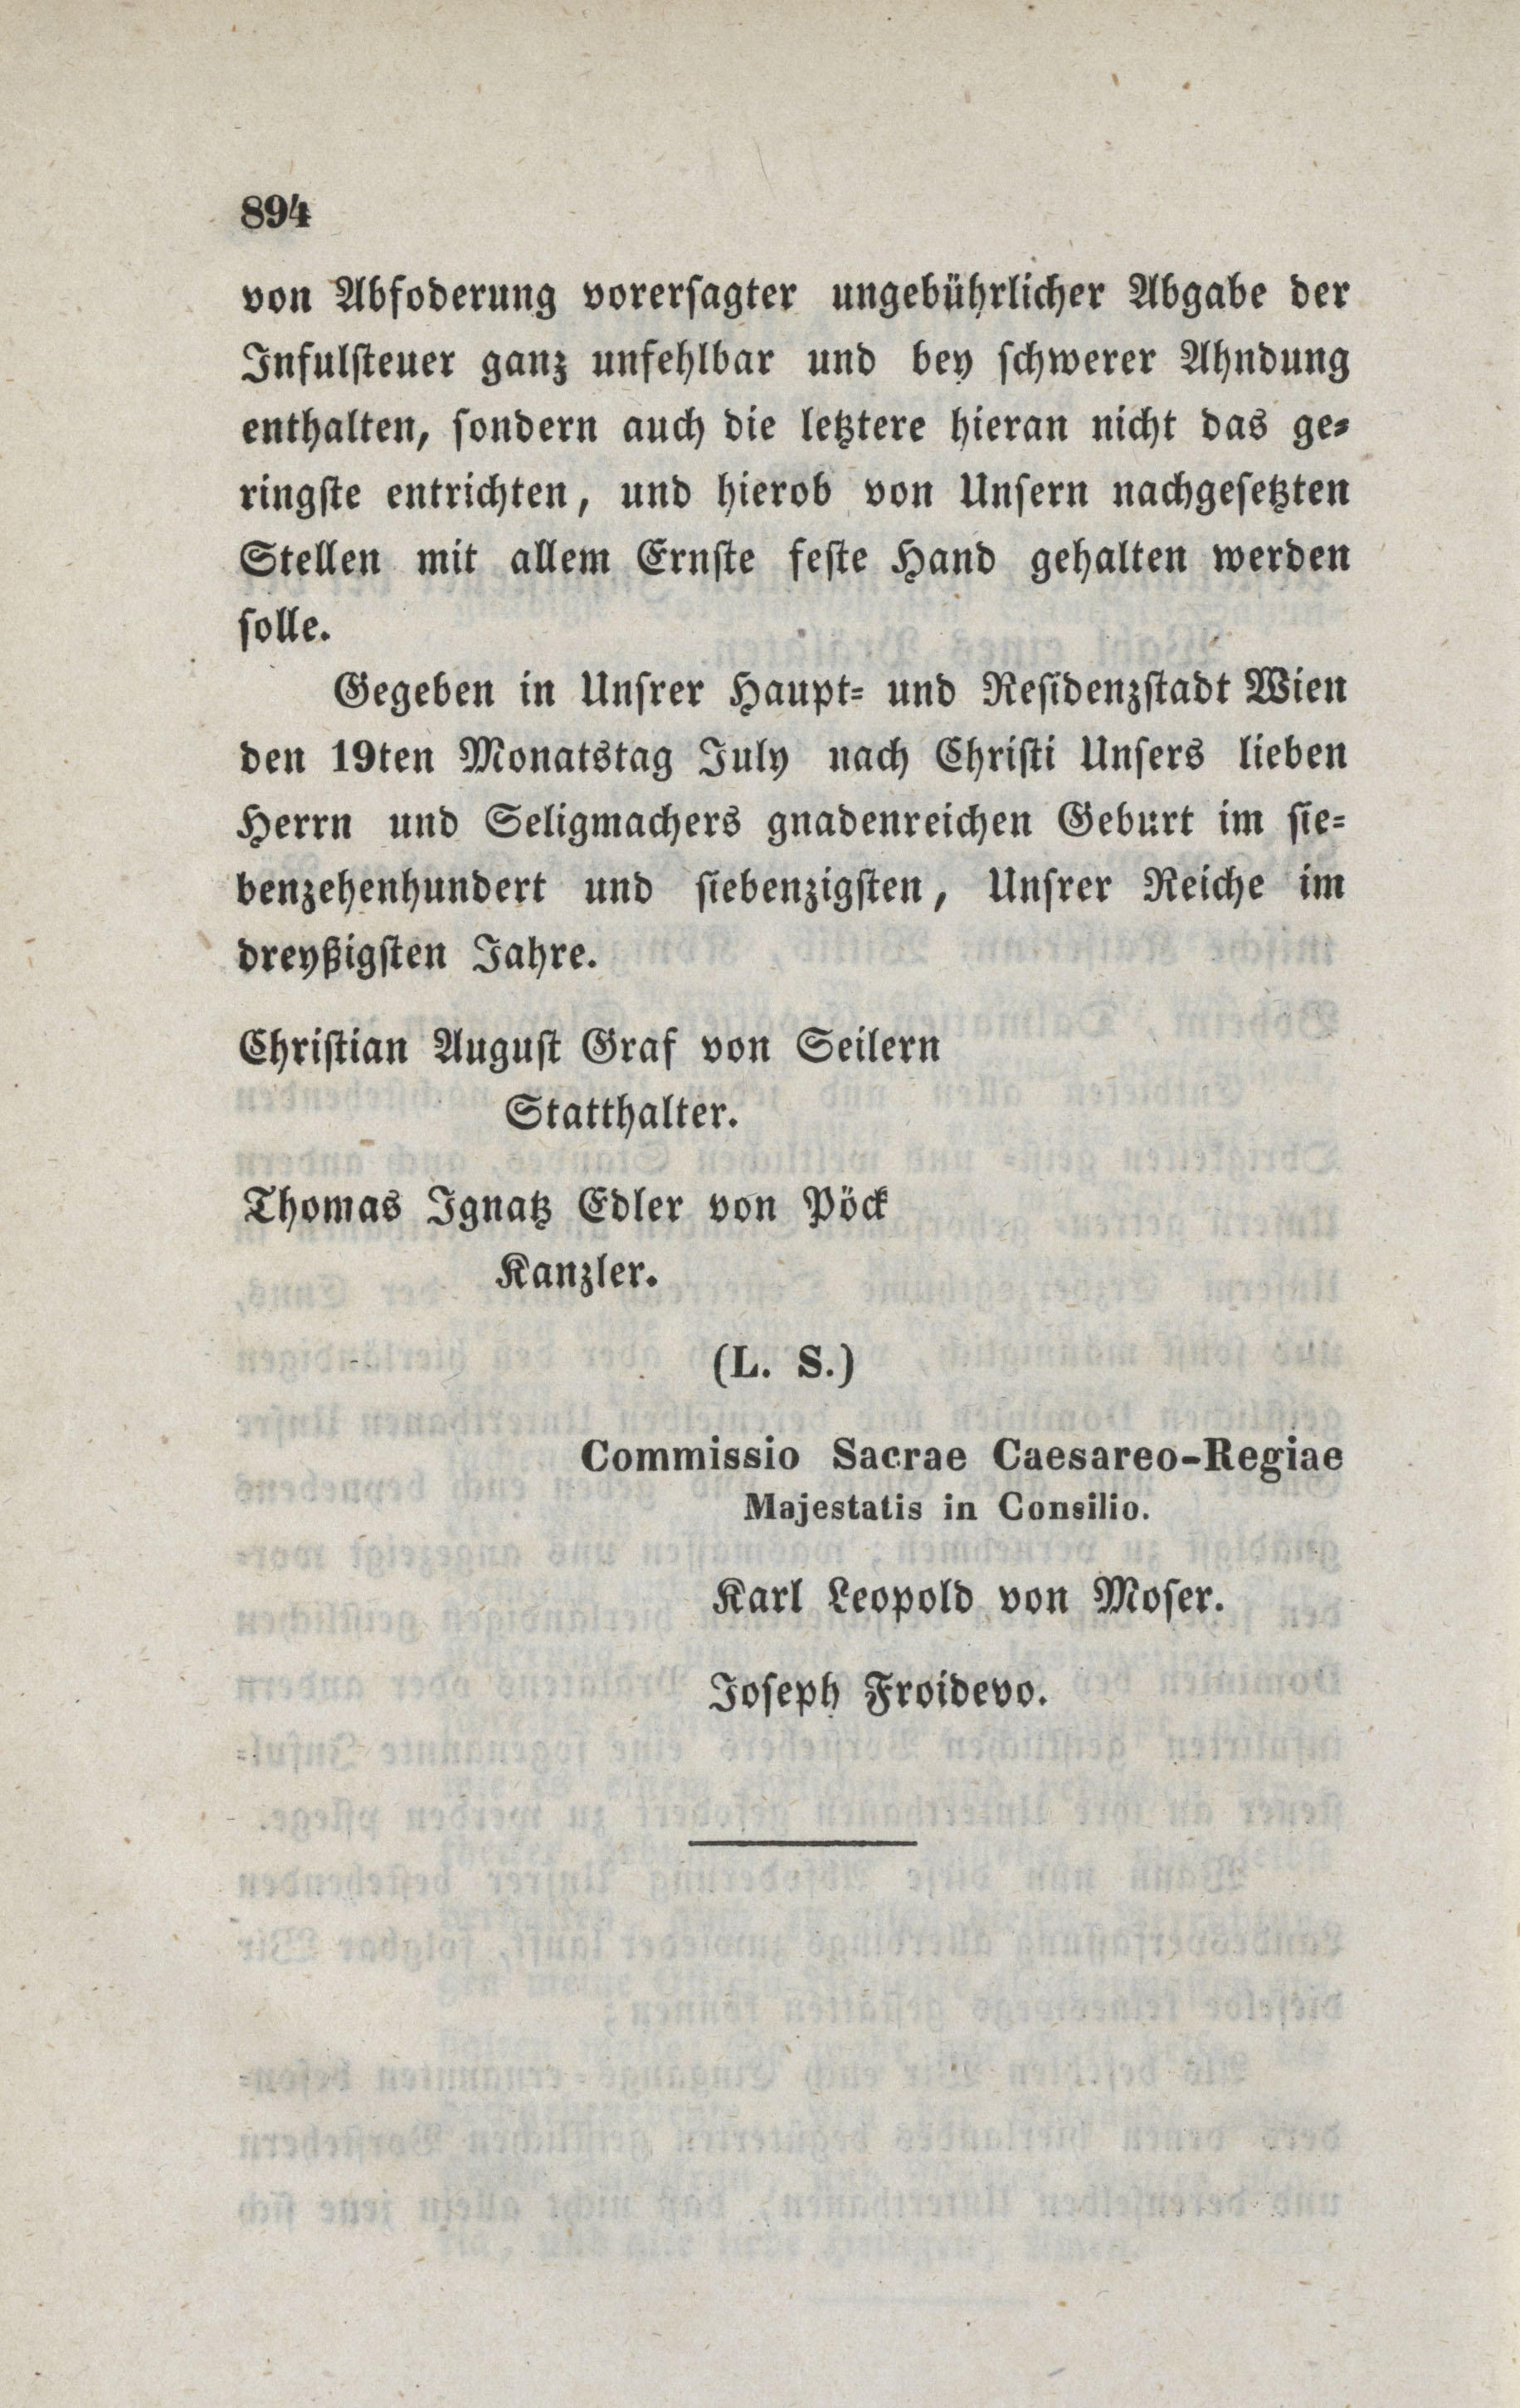 894
von Abfoderung vorersagter ungebührlicher Abgabe der
Infulsteuer ganz unfehlbar und bey schwerer Ahndung
enthalten, sondern auch die letztere hieran nicht das ge-
ringste entrichten, und hierob von Unsern nachgesetzten
Stellen mit allem Ernste feste Hand gehalten werden
solle.
Gegeben in Unsrer Haupt- und Residenzstadt Wien
den 19ten Monatstag July nach Christi Unsers lieben
Herrn und Seligmachers gnadenreichen Geburt im sie-
benzehenhundert und siebenzigsten, Unsrer Reiche im
dreyßigsten Jahre.
Christian August Graf von Seilern
Statthalter.
Thomas Ignatz Edler von Pöck
Kanzler.
(L. S.)
Commissio Sacrae Caesareo-Regiae
Majestatis in Consilio.
Karl Leopold von Moser.
Joseph Froidevo.